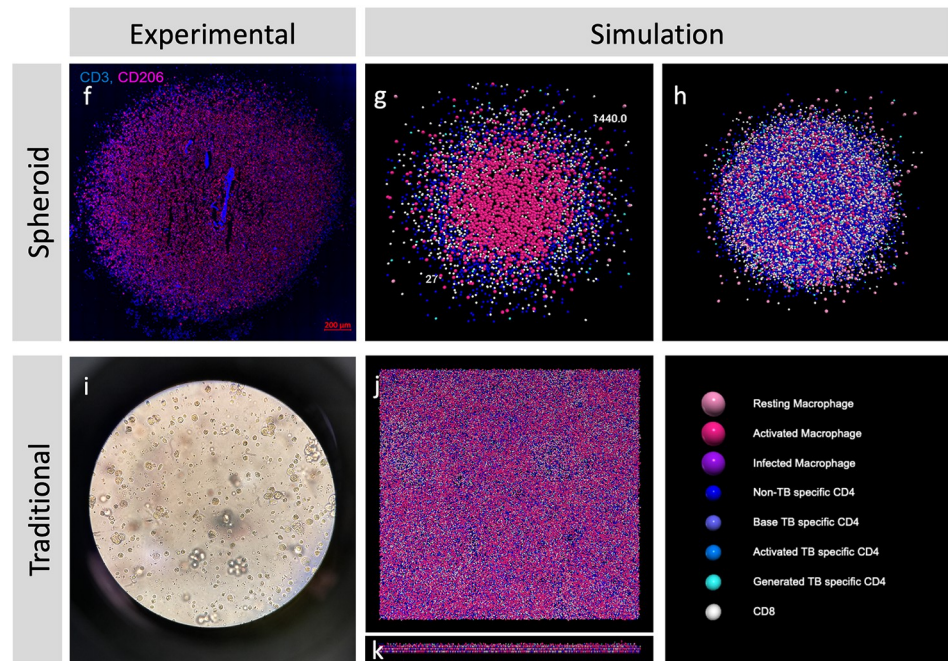 Experimental
Simulation
Spheroid
CD3, CD206
f
200 μm
g
1440.0
27
h
Traditional
i
j
k
Resting Macrophage
Activated Macrophage
Infected Macrophage
Non-TB specific CD4
Base TB specific CD4
Activated TB specific CD4
Generated TB specific CD4
CD8